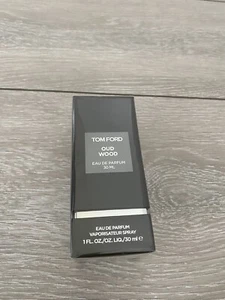 TOM FORD
OUD
WOOD
EAU DE PARFUM
30 ML
EAU DE PARFUM
VAPORISATEUR SPRAY
1 FL.OZ./OZ. LIQ./30 ml ℮